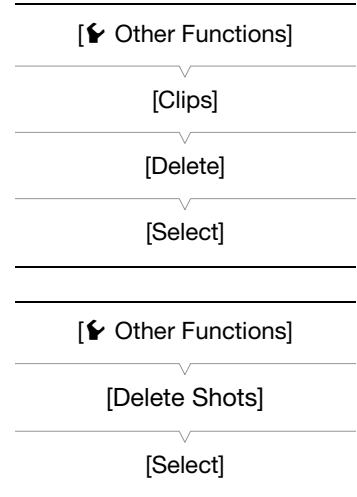 [Other Functions]
[Clips]
[Delete]
[Select]
[Other Functions]
[Delete Shots]
[Select]